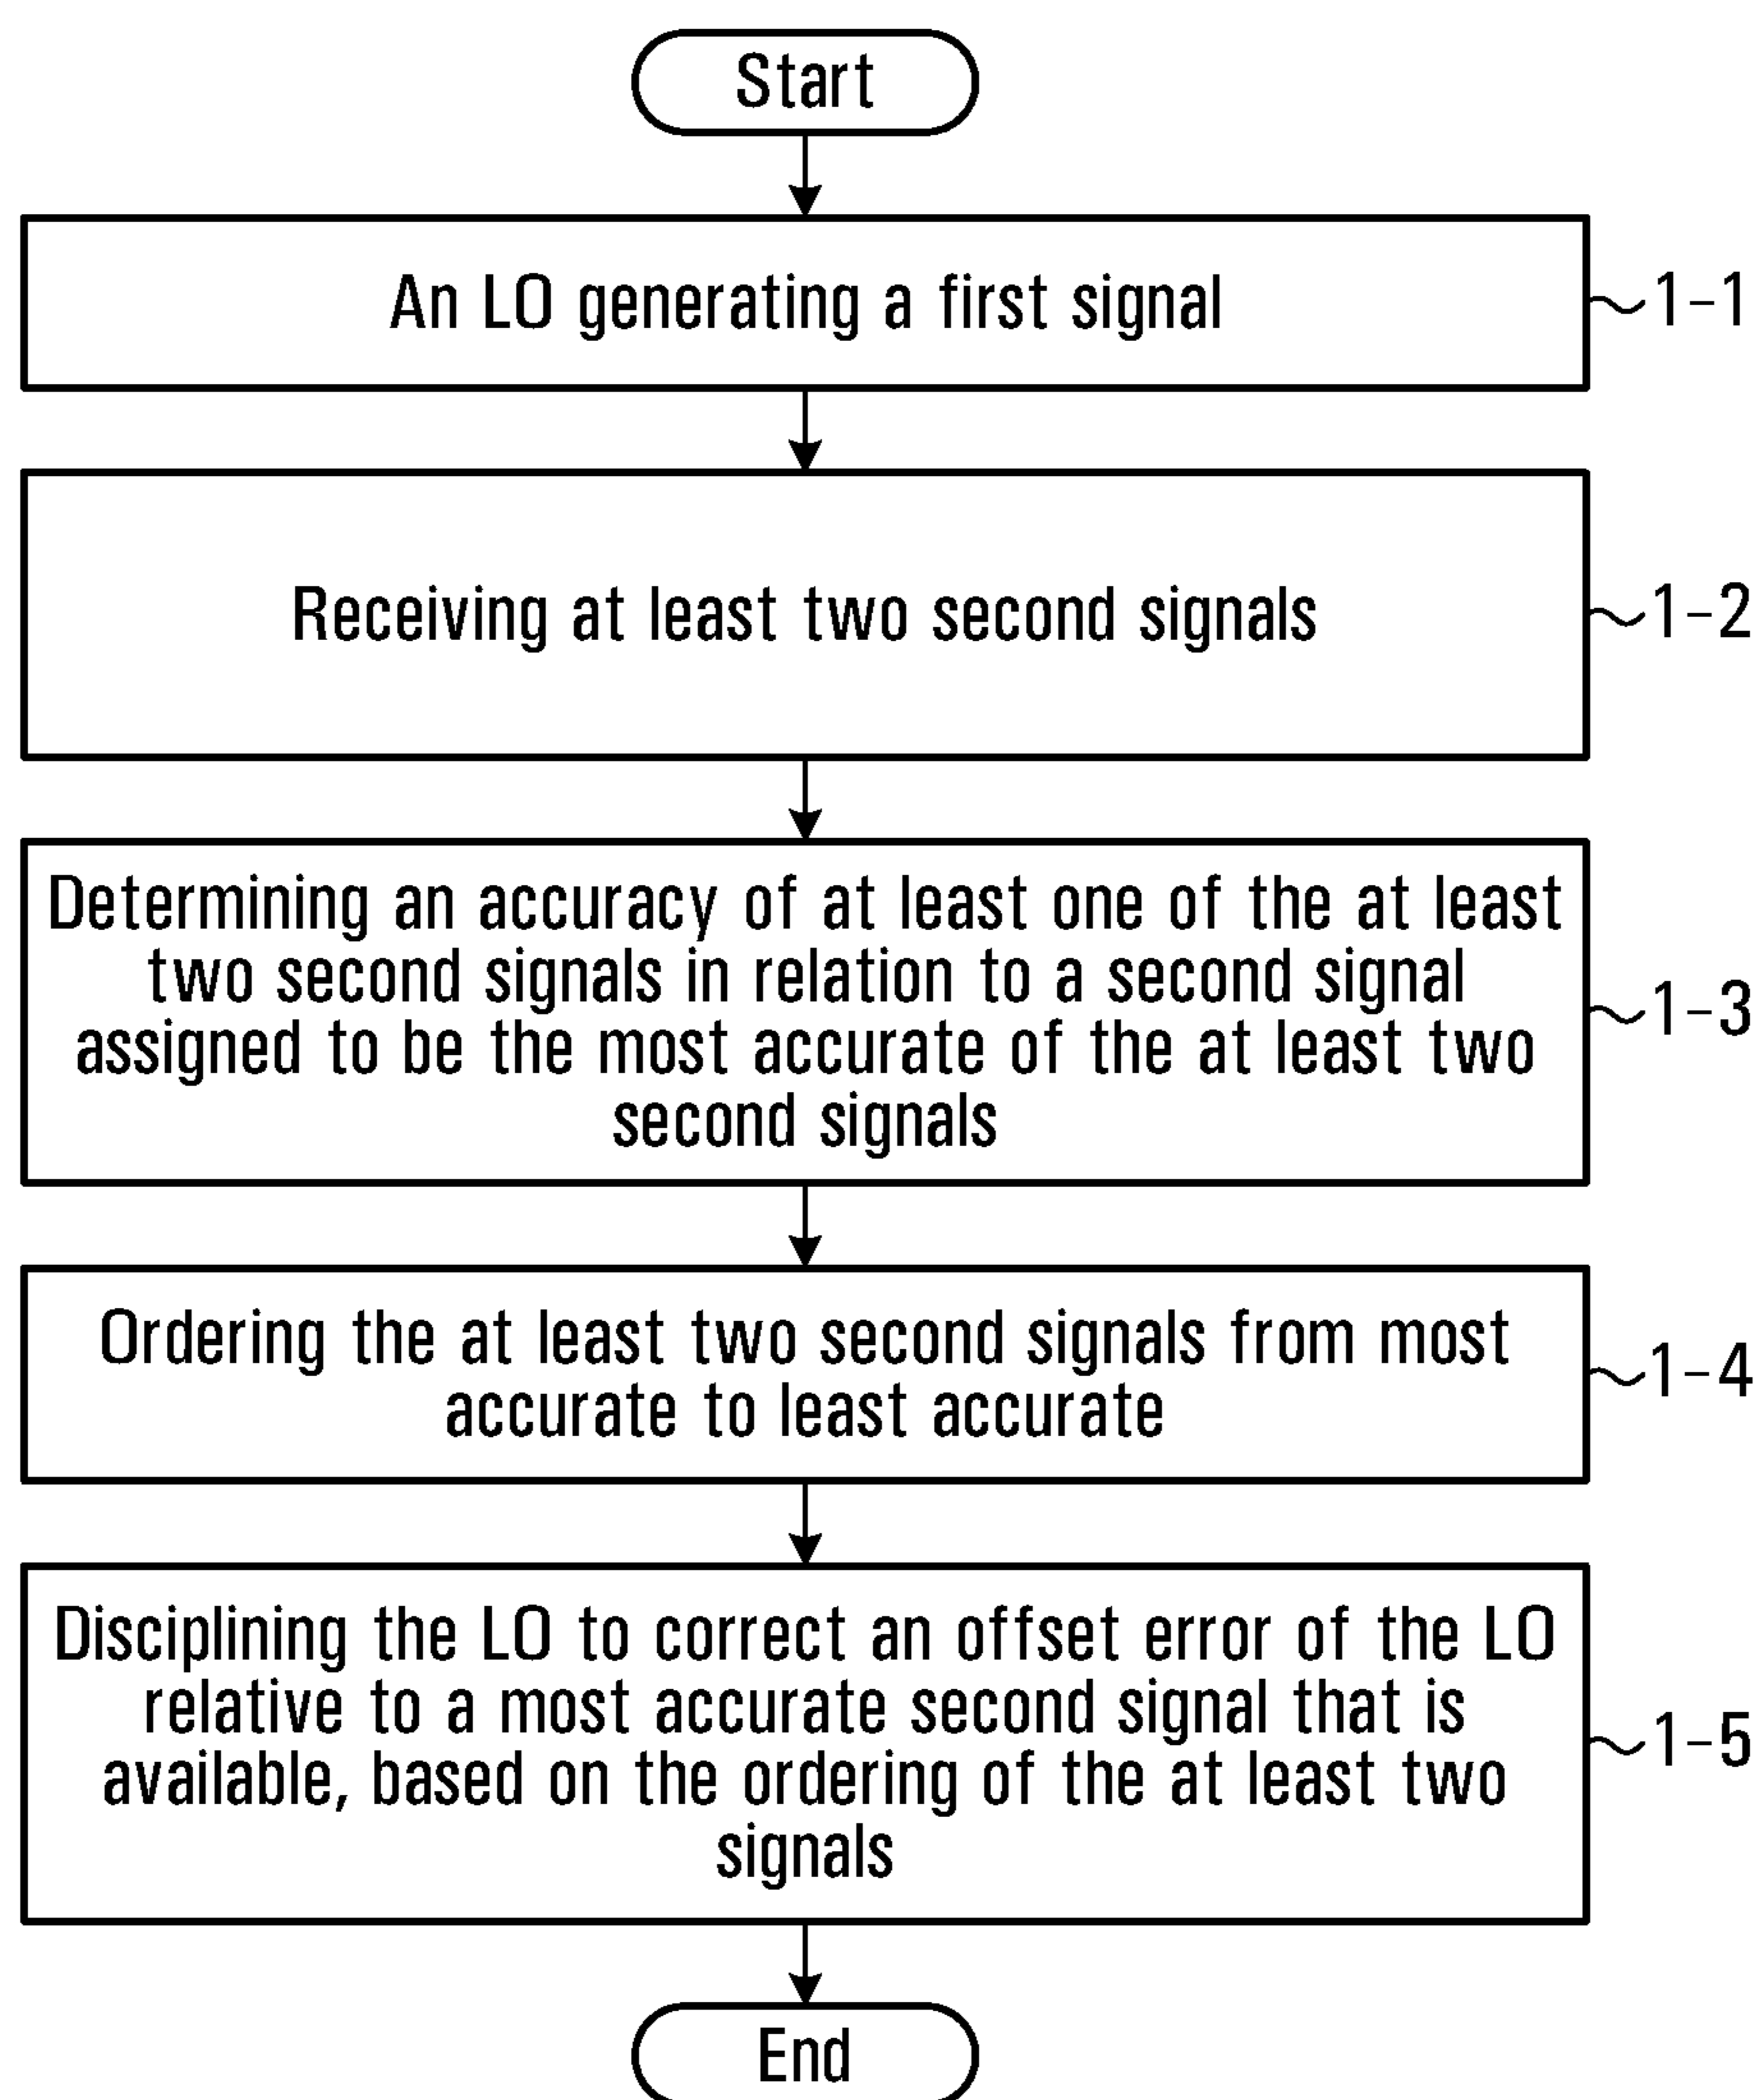 Start
An LO generating a first signal
1-1
Receiving at least two second signals
1-2
Determining an accuracy of at least one of the at least
two second signals in relation to a second signal
assigned to be the most accurate of the at least two
second signals
1-3
Ordering the at least two second signals from most
accurate to least accurate
1-4
Disciplining the LO to correct an offset error of the LO
relative to a most accurate second signal that is
available, based on the ordering of the at least two
signals
1-5
End